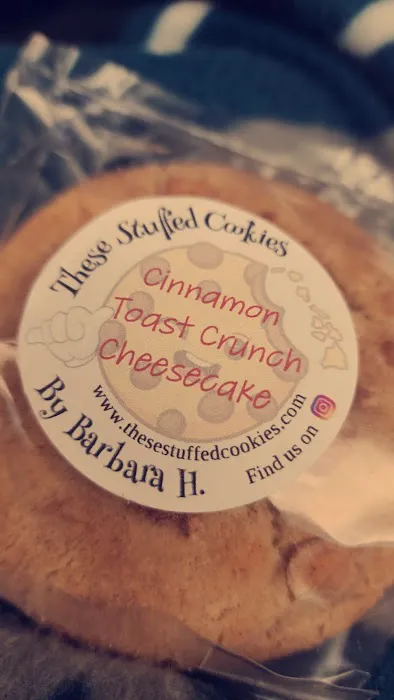 These Stuffed Cookies
Cinnamon
Toast Crunch
Cheesecake
www.thesestuffedcookies.com
Find us on
By Barbara H.